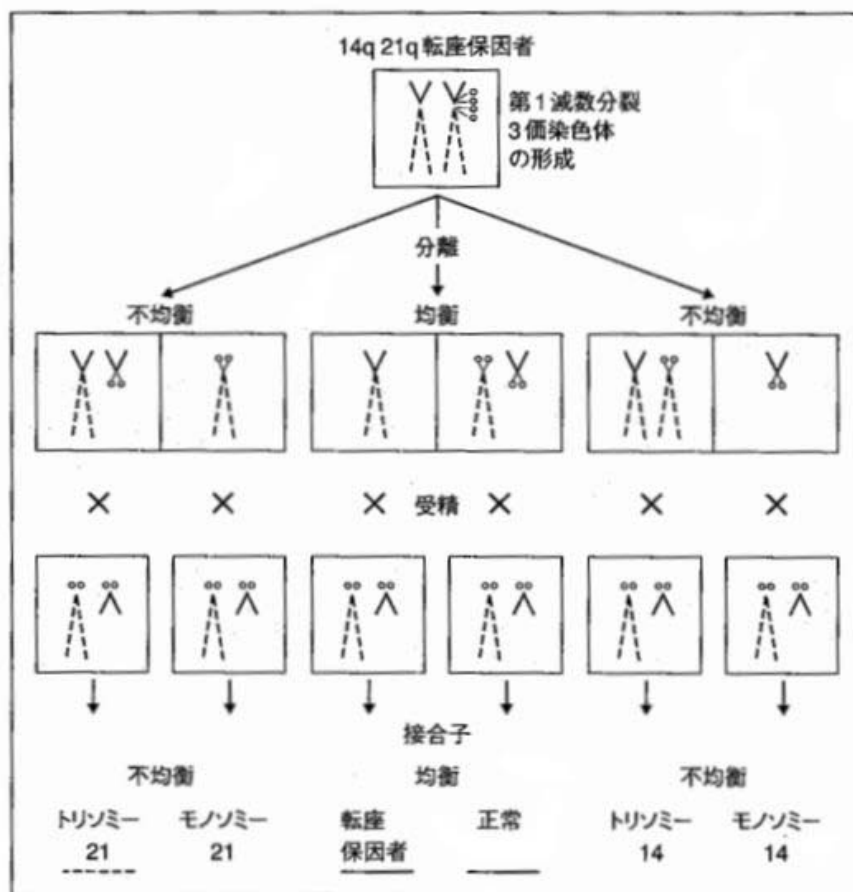 14q 21q 転座保因者
第1減数分裂
3価染色体
の形成
分離
不均衡 均衡 不均衡
受精
接合子
不均衡 均衡 不均衡
トリソミー モノソミー 転座 正常 トリソミー モノソミー
21 21 保因者 14 14